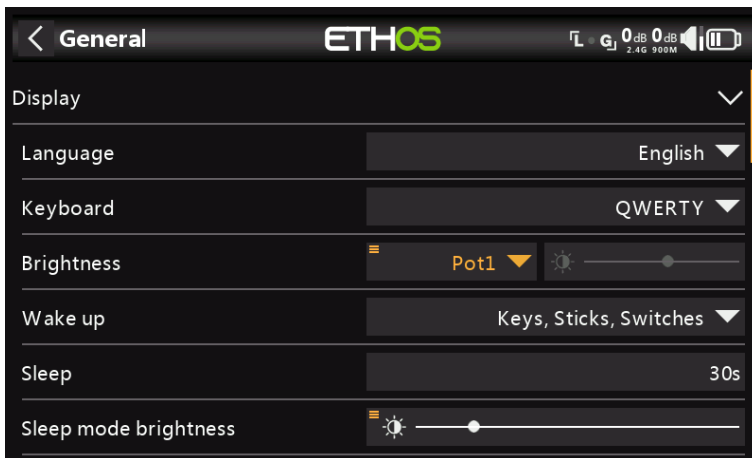 General ETHOS L G 0dB 0dB
2.4G 900M
Display
Language English
Keyboard QWERTY
Brightness Pot1
Wake up Keys, Sticks, Switches
Sleep 30s
Sleep mode brightness